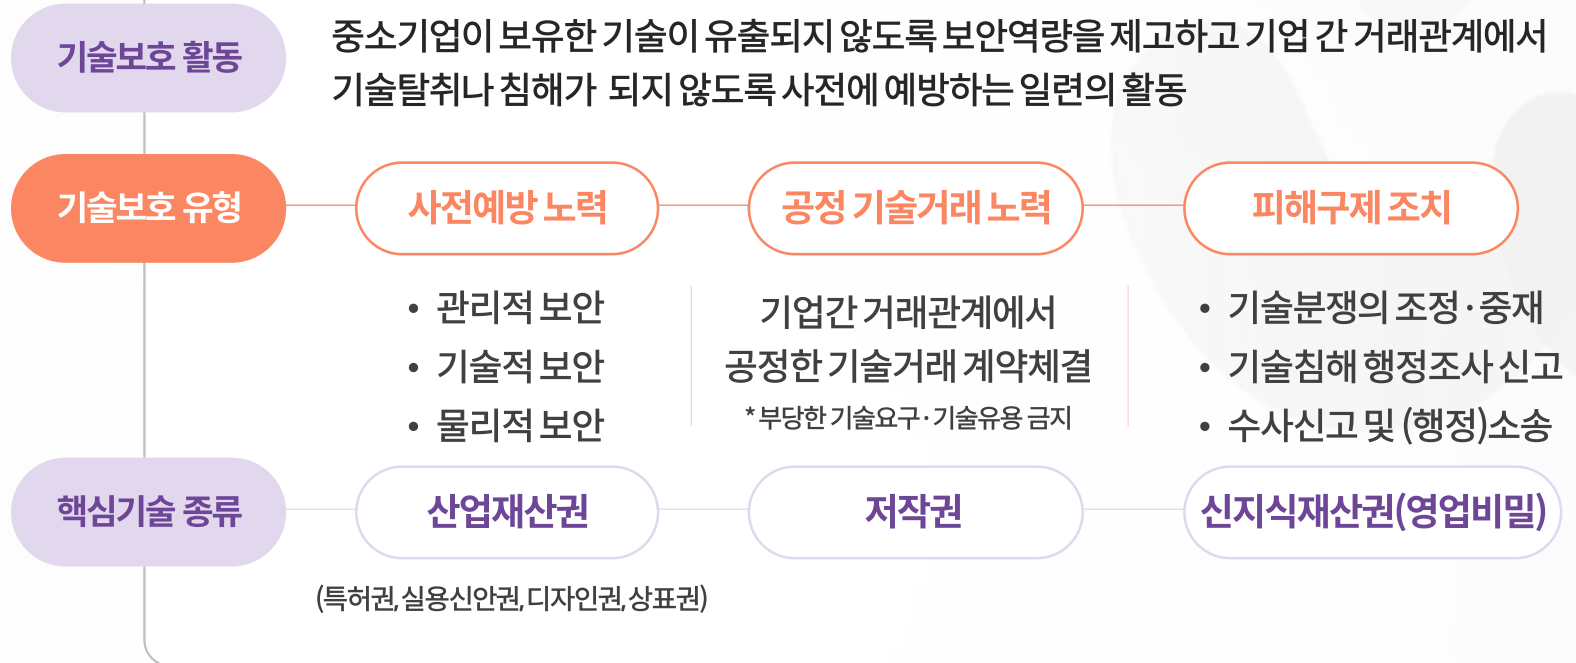 기술보호 활동
중소기업이 보유한 기술이 유출되지 않도록 보안역량을 제고하고 기업 간 거래관계에서
기술탈취나 침해가 되지 않도록 사전에 예방하는 일련의 활동
기술보호 유형
사전예방 노력
공정 기술거래 노력
피해구제 조치
• 관리적 보안
• 기술적 보안
• 물리적 보안
기업간 거래관계에서
공정한 기술거래 계약체결
* 부당한 기술요구·기술유용 금지
• 기술분쟁의 조정·중재
• 기술침해 행정조사 신고
• 수사신고 및 (행정)소송
핵심기술 종류
산업재산권
저작권
신지식재산권(영업비밀)
(특허권, 실용신안권, 디자인권, 상표권)